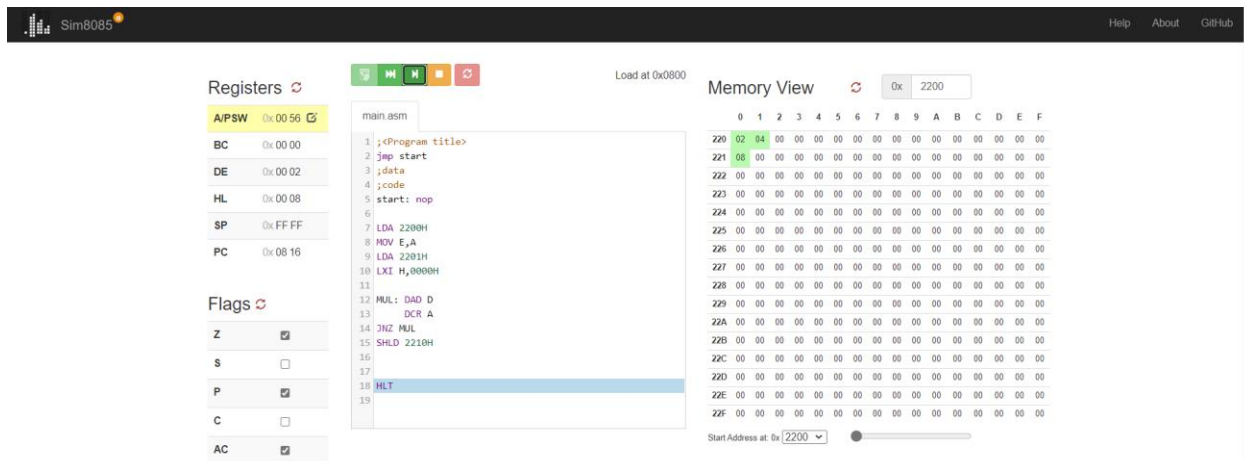 Sim8085 Help About GitHub
Registers
A/PSW 0x 00 56
BC 0x 00 00
DE 0x 00 02
HL 0x 00 08
SP 0x FF FF
PC 0x 08 16
Flags
Z
S
P
C
AC
Load at 0x0800
main.asm
1 ;<Program title>
2 jmp start
3 ;data
4 ;code
5 start: nop
6
7 LDA 2200H
8 MOV E,A
9 LDA 2201H
10 LXI H,0000H
11
12 MUL: DAD D
13 DCR A
14 JNZ MUL
15 SHLD 2210H
16
17
18 HLT
19
Memory View 0x 2200
0 1 2 3 4 5 6 7 8 9 A B C D E F
220 02 04 00 00 00 00 00 00 00 00 00 00 00 00 00 00
221 08 00 00 00 00 00 00 00 00 00 00 00 00 00 00 00
222 00 00 00 00 00 00 00 00 00 00 00 00 00 00 00 00
223 00 00 00 00 00 00 00 00 00 00 00 00 00 00 00 00
224 00 00 00 00 00 00 00 00 00 00 00 00 00 00 00 00
225 00 00 00 00 00 00 00 00 00 00 00 00 00 00 00 00
226 00 00 00 00 00 00 00 00 00 00 00 00 00 00 00 00
227 00 00 00 00 00 00 00 00 00 00 00 00 00 00 00 00
228 00 00 00 00 00 00 00 00 00 00 00 00 00 00 00 00
229 00 00 00 00 00 00 00 00 00 00 00 00 00 00 00 00
22A 00 00 00 00 00 00 00 00 00 00 00 00 00 00 00 00
22B 00 00 00 00 00 00 00 00 00 00 00 00 00 00 00 00
22C 00 00 00 00 00 00 00 00 00 00 00 00 00 00 00 00
22D 00 00 00 00 00 00 00 00 00 00 00 00 00 00 00 00
22E 00 00 00 00 00 00 00 00 00 00 00 00 00 00 00 00
22F 00 00 00 00 00 00 00 00 00 00 00 00 00 00 00 00
Start Address at: 0x 2200